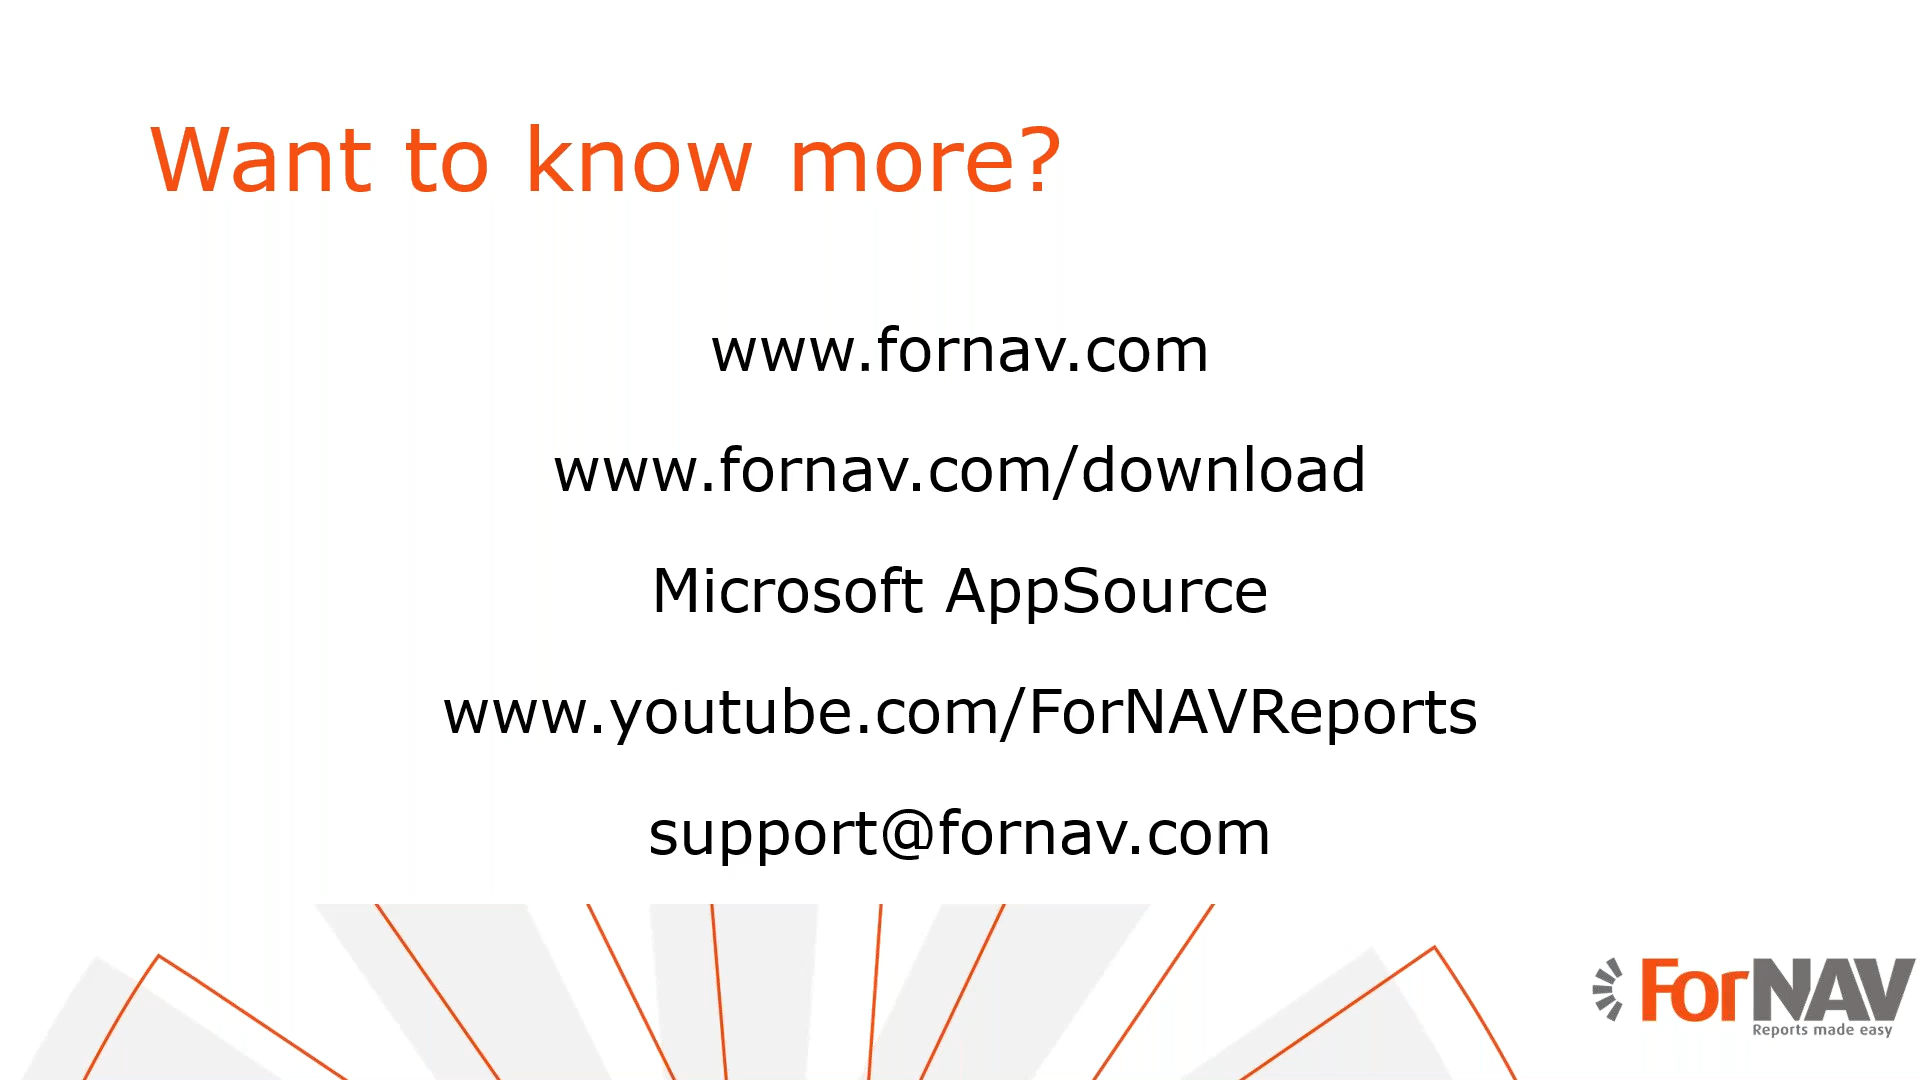 Want to know more?
www.fornav.com
www.fornav.com/download
Microsoft AppSource
www.youtube.com/ForNAVReports
support@fornav.com
ForNAV
Reports made easy